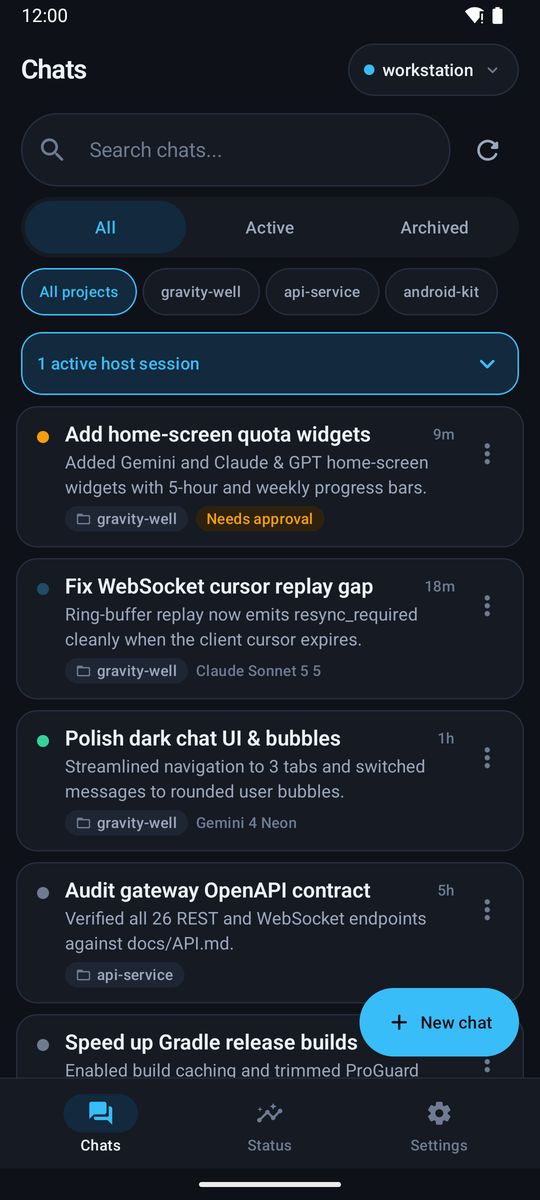 12:00
Chats
workstation
Search chats...
All
Active
Archived
All projects
gravity-well
api-service
android-kit
1 active host session
Add home-screen quota widgets
9m
Added Gemini and Claude & GPT home-screen
widgets with 5-hour and weekly progress bars.
gravity-well
Needs approval
Fix WebSocket cursor replay gap
18m
Ring-buffer replay now emits resync_required
cleanly when the client cursor expires.
gravity-well
Claude Sonnet 5 5
Polish dark chat UI & bubbles
1h
Streamlined navigation to 3 tabs and switched
messages to rounded user bubbles.
gravity-well
Gemini 4 Neon
Audit gateway OpenAPI contract
5h
Verified all 26 REST and WebSocket endpoints
against docs/API.md.
api-service
New chat
Speed up Gradle release builds
Enabled build caching and trimmed ProGuard
Chats
Status
Settings